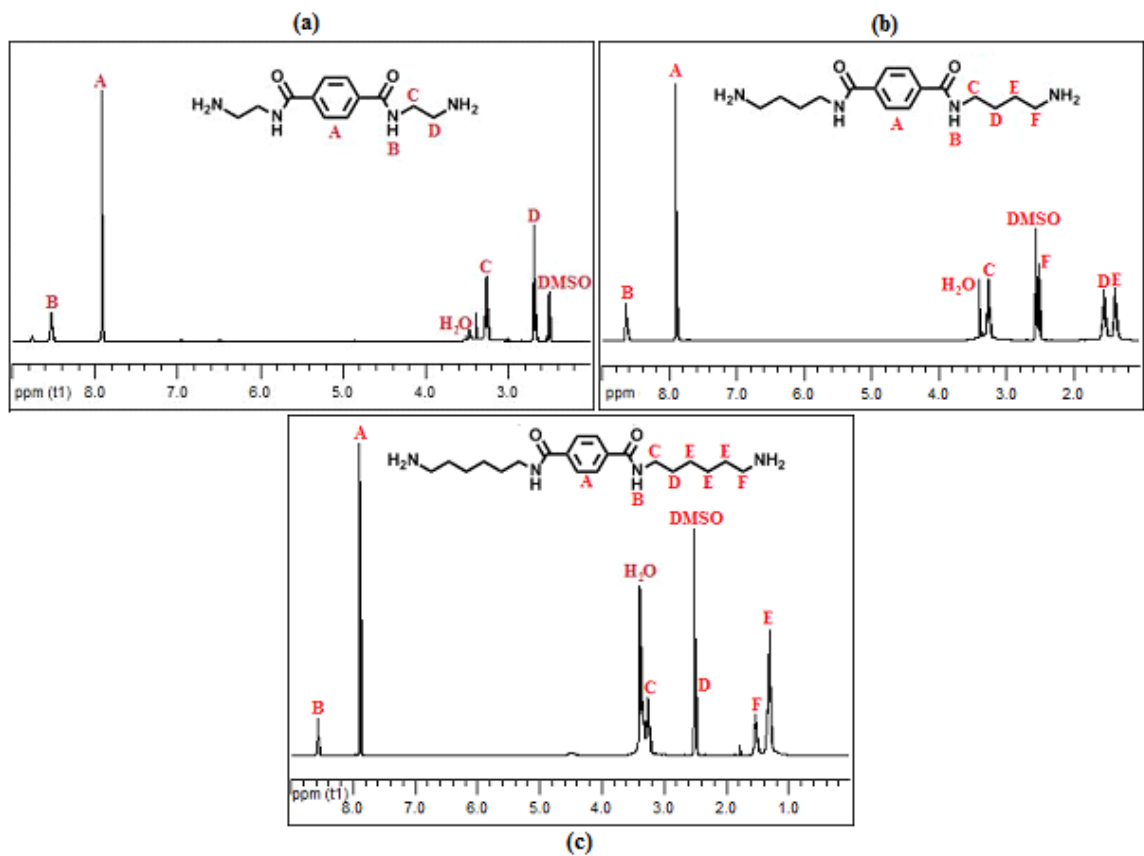 (a)
A
O
O
H₂N
N
H
A
N
H
B
C
D
NH₂
B
D
C
DMSO
H₂O
ppm (t1)
8.0
7.0
6.0
5.0
4.0
3.0
(b)
A
O
O
H₂N
N
H
A
N
H
B
C
D
E
F
NH₂
DMSO
F
H₂O
C
B
D
E
ppm
8.0
7.0
6.0
5.0
4.0
3.0
2.0
A
O
O
H₂N
N
H
A
N
H
B
C
D
E
E
E
F
NH₂
DMSO
H₂O
E
C
D
B
F
ppm (t1)
8.0
7.0
6.0
5.0
4.0
3.0
2.0
1.0
(c)